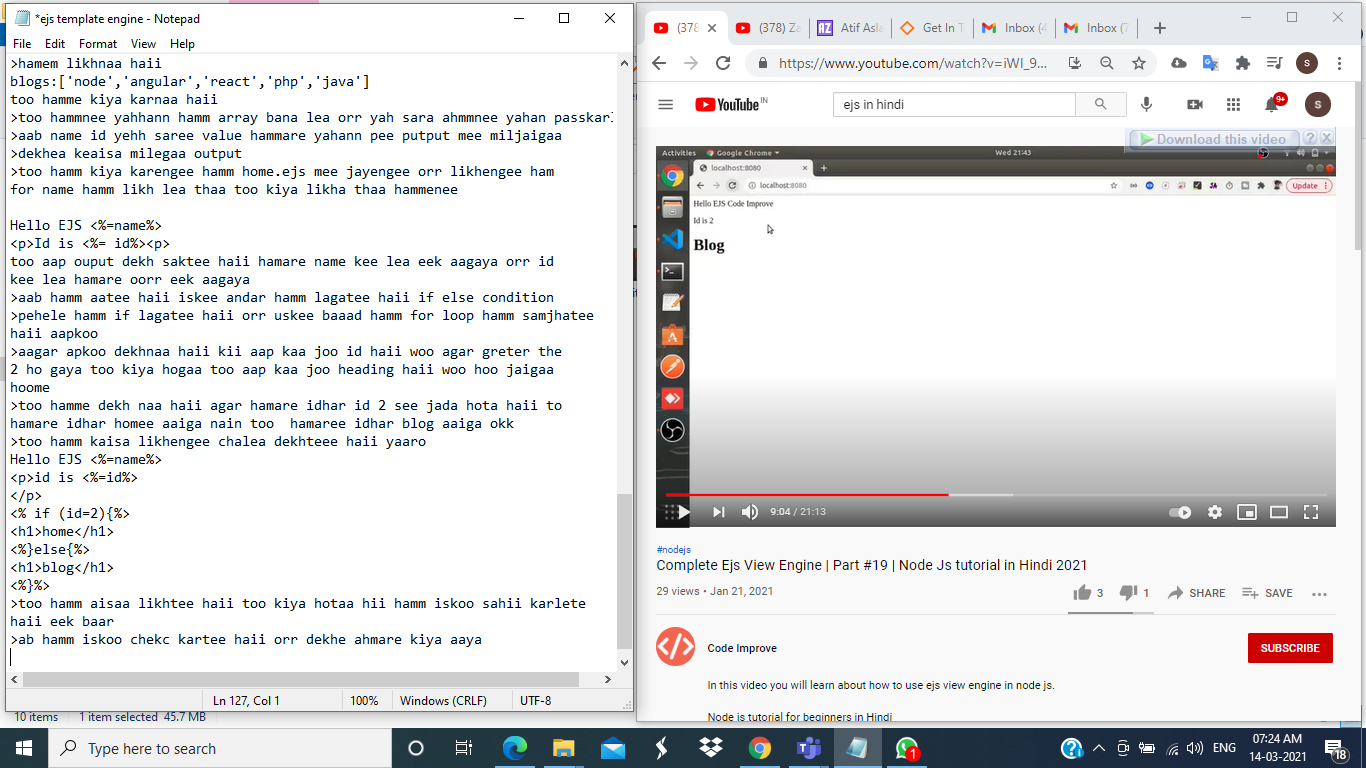 *ejs template engine - Notepad
File Edit Format View Help
>hamem likhnaa haii
blogs:['node','angular','react','php','java']
too hamme kiya karnaa haii
>too hammnee yahhann hamm array bana lea orr yah sara ahmmnee yahan passkarl
>aab name id yehh saree value hammare yahann pee putput mee miljaigaa
>dekhea keaisa milegaa output
>too hamm kiya karengee hamm home.ejs mee jayengee orr likhengee ham
for name hamm likh lea thaa too kiya likha thaa hammenee
Hello EJS <%=name%>
<p>Id is <%= id%><p>
too aap ouput dekh saktee haii hamare name kee lea eek aagaya orr id
kee lea hamare oorr eek aagaya
>aab hamm aatee haii iskee andar hamm lagatee haii if else condition
>pehele hamm if lagatee haii orr uskee baaad hamm for loop hamm samjhatee
haii aapkoo
>aagar apkoo dekhnaa haii kii aap kaa joo id haii woo agar greter the
2 ho gaya too kiya hogaa too aap kaa joo heading haii woo hoo jaigaa
hoome
>too hamme dekh naa haii agar hamare idhar id 2 see jada hota haii to
hamare idhar homee aaiga nain too  hamaree idhar blog aaiga okk
>too hamm kaisa likhengee chalea dekhteee haii yaaro
Hello EJS <%=name%>
<p>id is <%=id%>
</p>
<% if (id=2){%>
<h1>home</h1>
<%}else{%>
<h1>blog</h1>
<%}%>
>too hamm aisaa likhtee haii too kiya hotaa hii hamm iskoo sahii karlete
haii eek baar
>ab hamm iskoo chekc kartee haii orr dekhe ahmare kiya aaya
Ln 127, Col 1 100% Windows (CRLF) UTF-8
10 items 1 item selected 45.7 MB
(378 (378) Za Atif Asla Get In T Inbox (4 Inbox (7
https://www.youtube.com/watch?v=iWI_9... S
YouTube IN ejs in hindi 9+ S
Download this video ? X
Activities Google Chrome Wed 21:43
localhost:8080
localhost:8080 Update
Hello EJS Code Improve
Id is 2
Blog
9:04 / 21:13
#nodejs
Complete Ejs View Engine | Part #19 | Node Js tutorial in Hindi 2021
29 views • Jan 21, 2021 3 1 SHARE SAVE
Code Improve SUBSCRIBE
In this video you will learn about how to use ejs view engine in node js.
Node js tutorial for beginners in Hindi
Type here to search 1 ENG 07:24 AM
14-03-2021 18